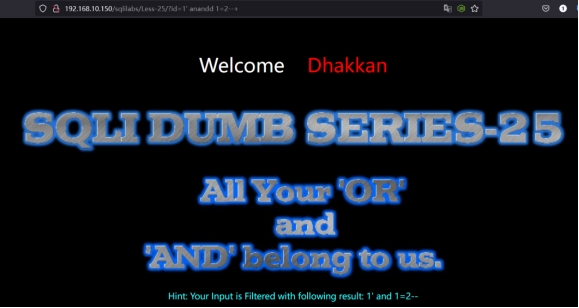 192.168.10.150/sqlilabs/Less-25/?id=1' anandd 1=2--+
Welcome Dhakkan
SQLI DUMB SERIES-25
All Your 'OR'
and
'AND' belong to us.
Hint: Your Input is Filtered with following result: 1' and 1=2--